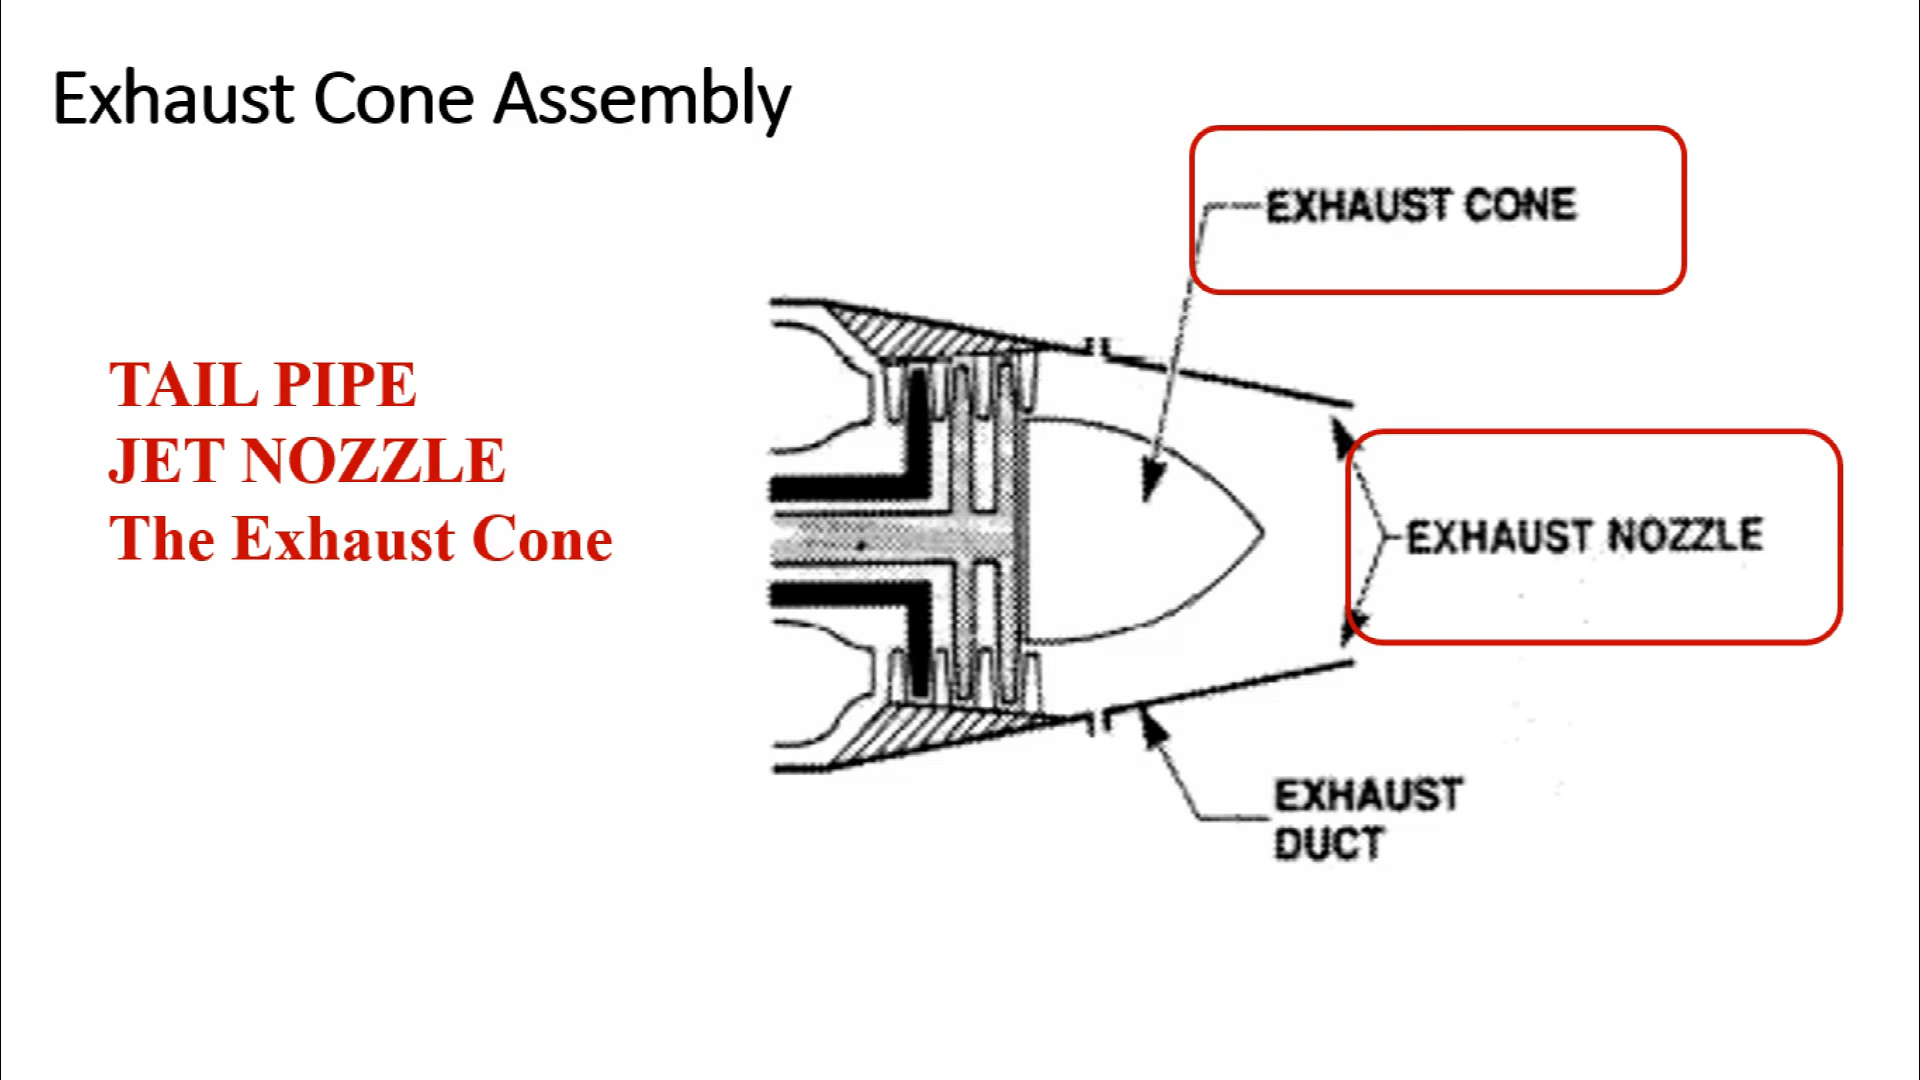 Exhaust Cone Assembly
TAIL PIPE
JET NOZZLE
The Exhaust Cone
EXHAUST CONE
EXHAUST NOZZLE
EXHAUST
DUCT